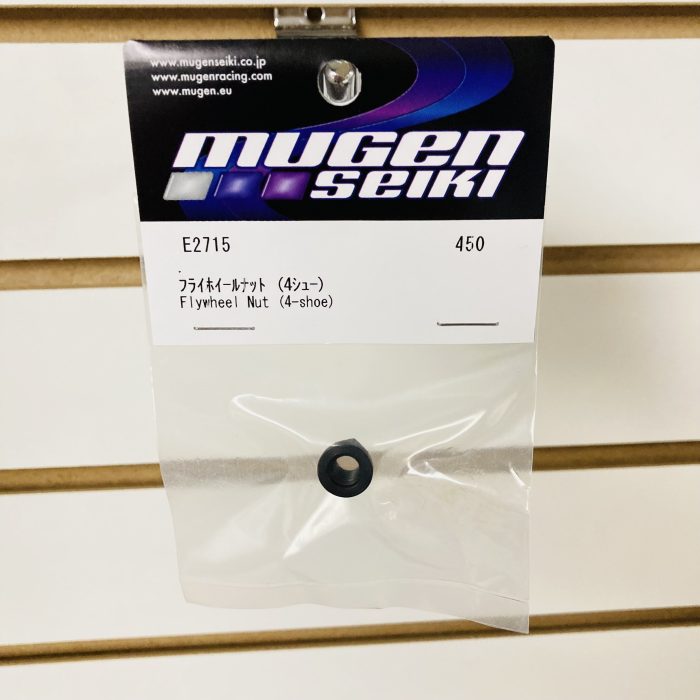 www.mugenseiki.co.jp
www.mugenracing.com
www.mugen.eu
mugen
seiki
E2715 450
フライホイールナット (4シュー)
Flywheel Nut (4-shoe)